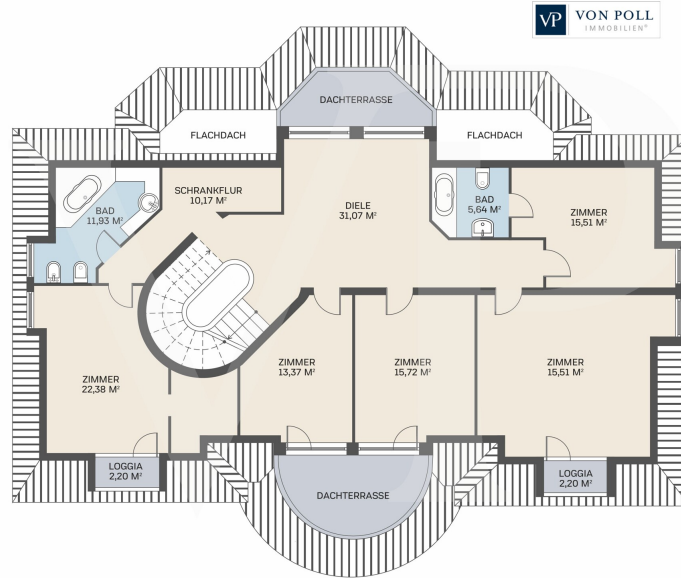 VP VON POLL
IMMOBILIEN®
DACHTERRASSE
FLACHDACH
FLACHDACH
SCHRANKFLUR
10,17 M²
BAD
11,93 M²
DIELE
31,07 M²
BAD
5,64 M²
ZIMMER
15,51 M²
ZIMMER
22,38 M²
ZIMMER
13,37 M²
ZIMMER
15,72 M²
ZIMMER
15,51 M²
LOGGIA
2,20 M²
DACHTERRASSE
LOGGIA
2,20 M²